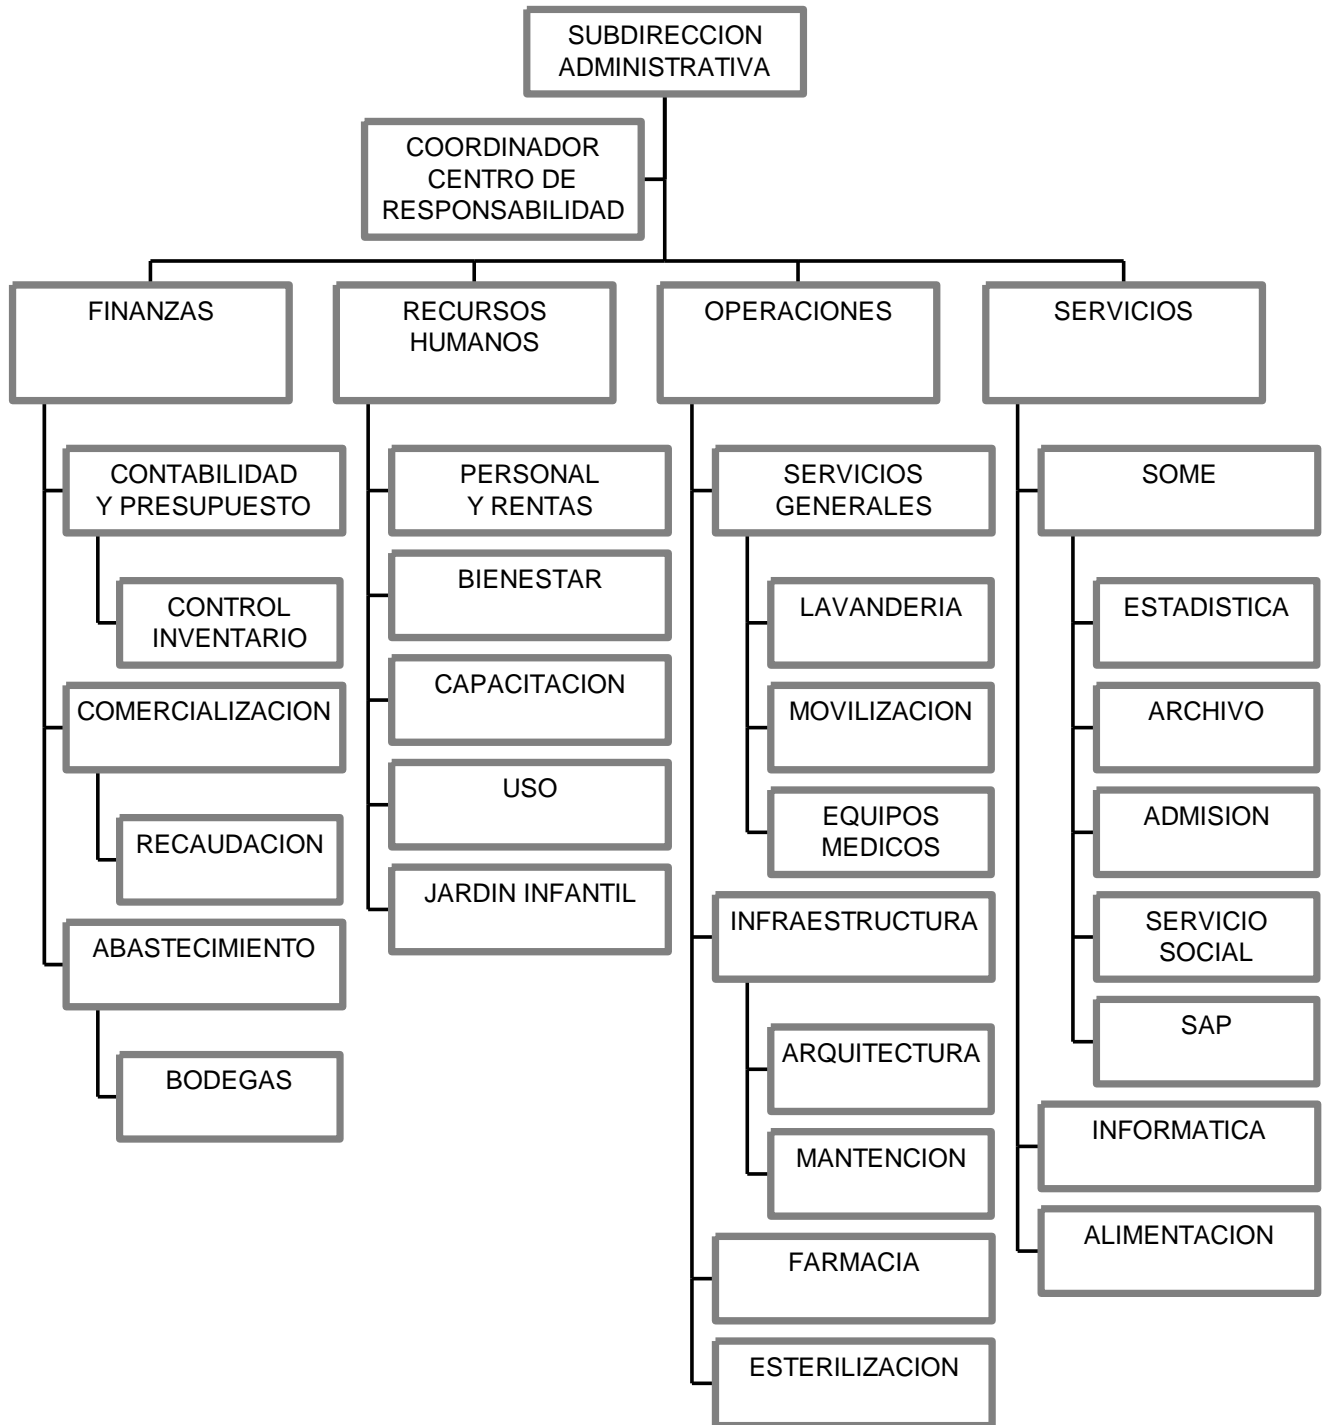 SUBDIRECCION
ADMINISTRATIVA
COORDINADOR
CENTRO DE
RESPONSABILIDAD
FINANZAS
RECURSOS
HUMANOS
OPERACIONES
SERVICIOS
CONTABILIDAD
Y PRESUPUESTO
CONTROL
INVENTARIO
COMERCIALIZACION
RECAUDACION
ABASTECIMIENTO
BODEGAS
PERSONAL
Y RENTAS
BIENESTAR
CAPACITACION
USO
JARDIN INFANTIL
SERVICIOS
GENERALES
LAVANDERIA
MOVILIZACION
EQUIPOS
MEDICOS
INFRAESTRUCTURA
ARQUITECTURA
MANTENCION
FARMACIA
ESTERILIZACION
SOME
ESTADISTICA
ARCHIVO
ADMISION
SERVICIO
SOCIAL
SAP
INFORMATICA
ALIMENTACION